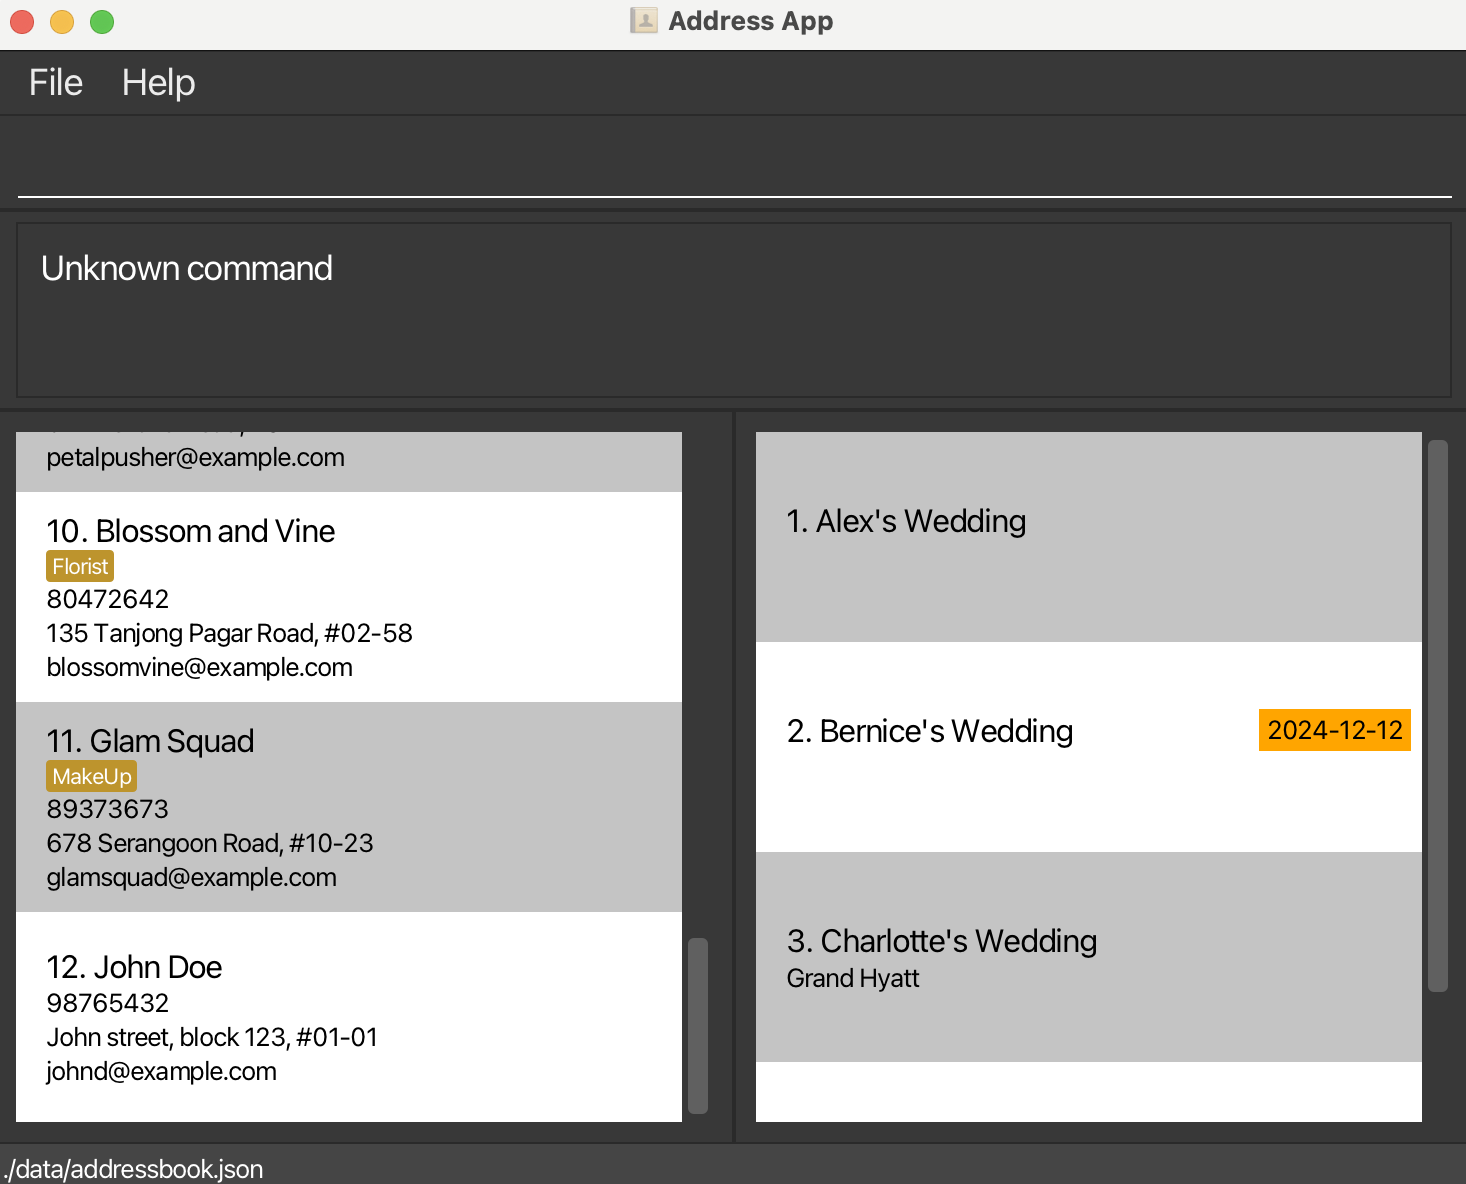 Address App
File Help
Unknown command
petalpusher@example.com
10. Blossom and Vine
Florist
80472642
135 Tanjong Pagar Road, #02-58
blossomvine@example.com
11. Glam Squad
MakeUp
89373673
678 Serangoon Road, #10-23
glamsquad@example.com
12. John Doe
98765432
John street, block 123, #01-01
johnd@example.com
1. Alex's Wedding
2. Bernice's Wedding
2024-12-12
3. Charlotte's Wedding
Grand Hyatt
./data/addressbook.json